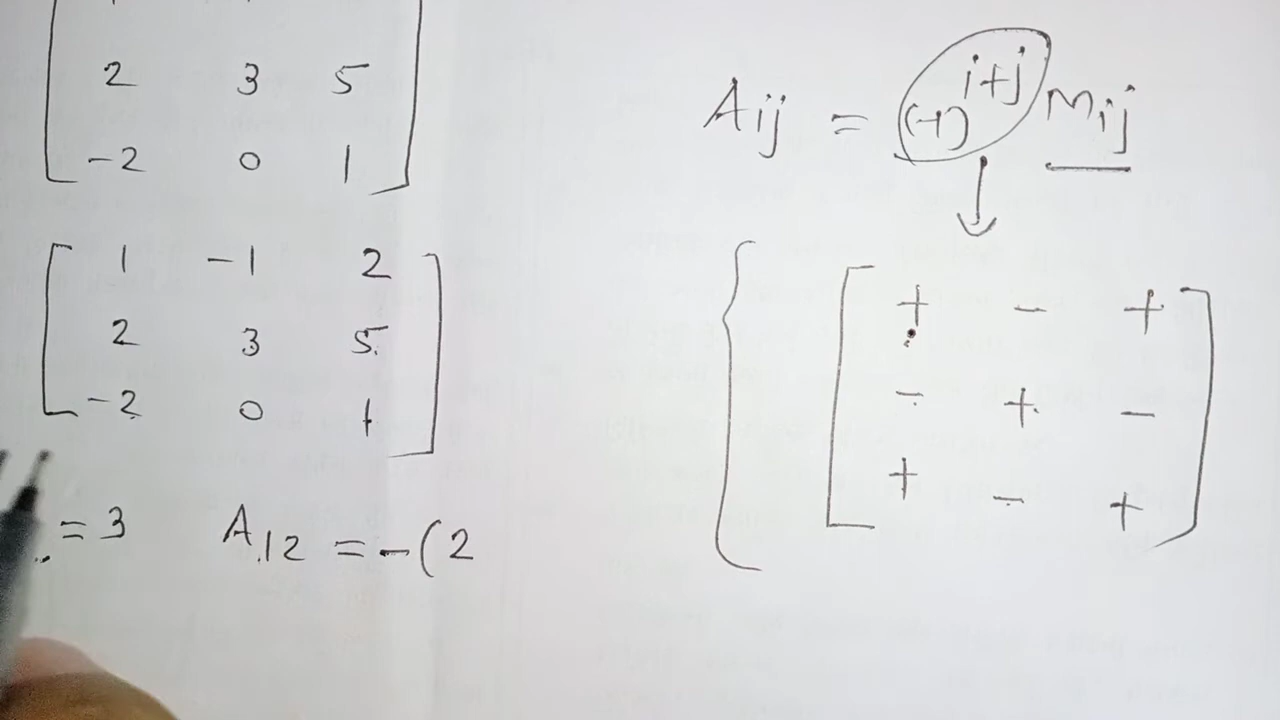 2 3 5
-2 0 1
1 -1 2
2 3 5
-2 0 1
= 3 A12 = -(2
Aij = (-1)^i+j Mij
+ - +
- + -
+ - +